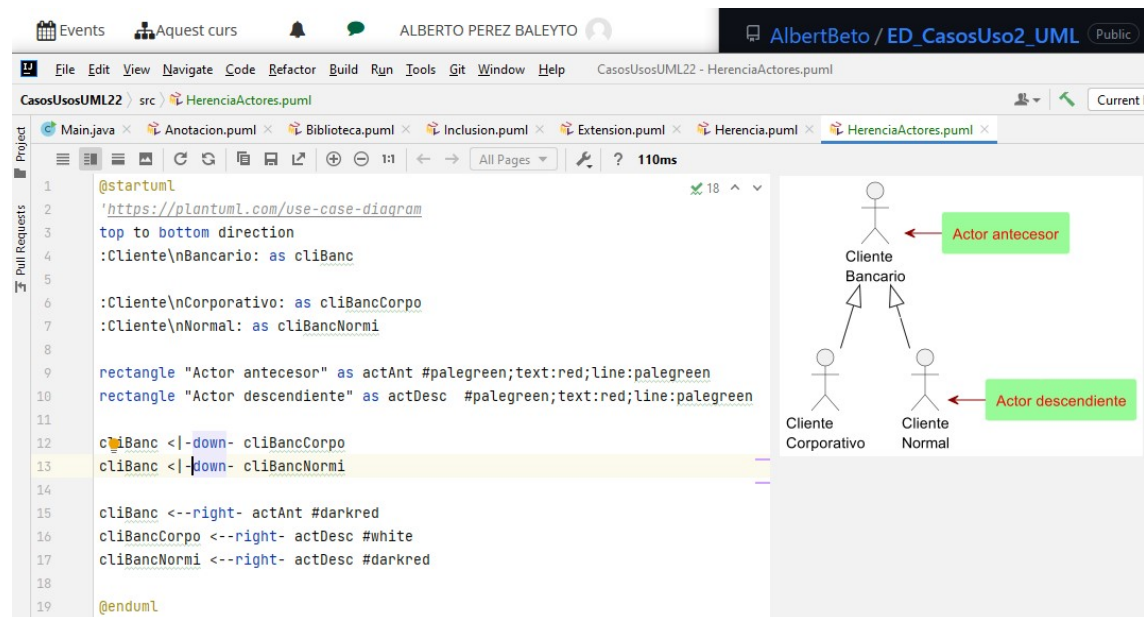 Events Aquest curs ALBERTO PEREZ BALEYTO
AlbertBeto / ED_CasosUso2_UML Public
File Edit View Navigate Code Refactor Build Run Tools Git Window Help CasosUsosUML22 - HerenciaActores.puml
CasosUsosUML22 src HerenciaActores.puml
Current
Main.java Anotacion.puml Biblioteca.puml Inclusion.puml Extension.puml Herencia.puml HerenciaActores.puml
1:1 All Pages ? 110ms
Project
Pull Requests
18
1 @startuml
2 'https://plantuml.com/use-case-diagram
3 top to bottom direction
4 :Cliente\nBancario: as cliBanc
5
6 :Cliente\nCorporativo: as cliBancCorpo
7 :Cliente\nNormal: as cliBancNormi
8
9 rectangle "Actor antecesor" as actAnt #palegreen;text:red;line:palegreen
10 rectangle "Actor descendiente" as actDesc  #palegreen;text:red;line:palegreen
11
12 cliBanc <|-down- cliBancCorpo
13 cliBanc <|-down- cliBancNormi
14
15 cliBanc <--right- actAnt #darkred
16 cliBancCorpo <--right- actDesc #white
17 cliBancNormi <--right- actDesc #darkred
18
19 @enduml
Actor antecesor
Cliente
Bancario
Actor descendiente
Cliente
Corporativo
Cliente
Normal